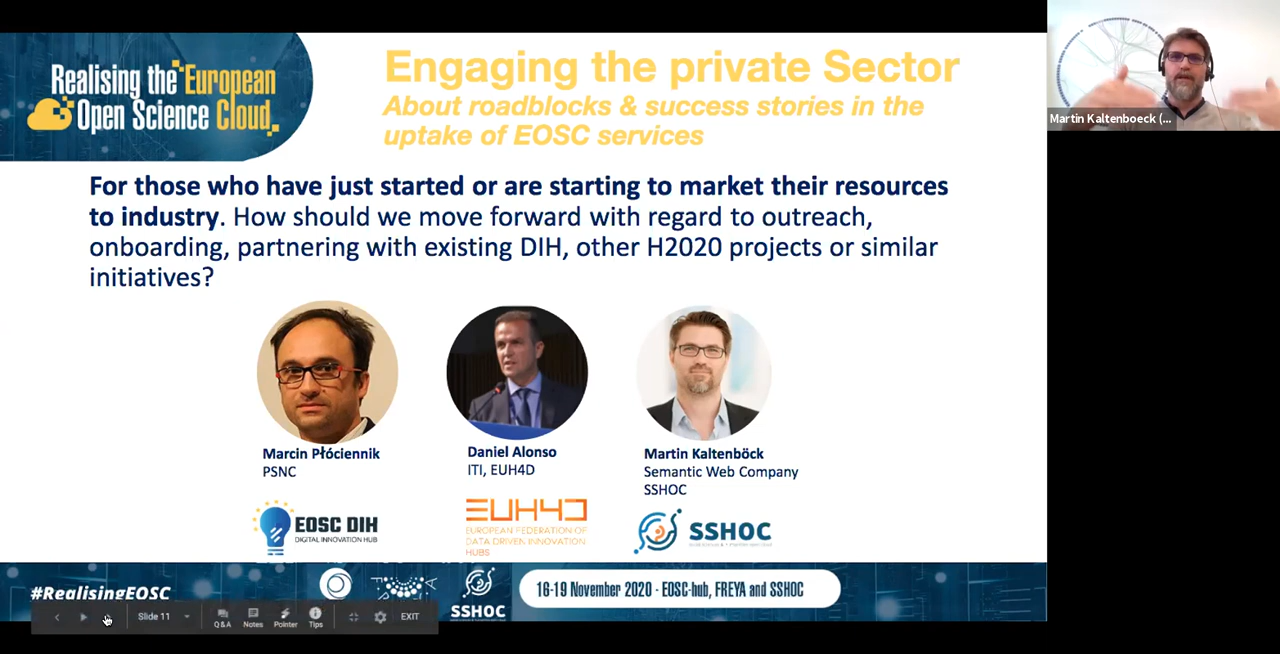 Realising the European
Open Science Cloud
Engaging the private Sector
About roadblocks & success stories in the
uptake of EOSC services
Martin Kaltenboeck (...
For those who have just started or are starting to market their resources
to industry. How should we move forward with regard to outreach,
onboarding, partnering with existing DIH, other H2020 projects or similar
initiatives?
Marcin Płóciennik
PSNC
Daniel Alonso
ITI, EUH4D
Martin Kaltenböck
Semantic Web Company
SSHOC
EOSC DIH
DIGITAL INNOVATION HUB
EUH4D
EUROPEAN FEDERATION OF
DATA DRIVEN INNOVATION
HUBS
SSHOC
#RealisingEOSC
SSHOC
16-19 November 2020 - EOSC-hub, FREYA and SSHOC
Slide 11
Q&A
Notes
Pointer
Tips
EXIT